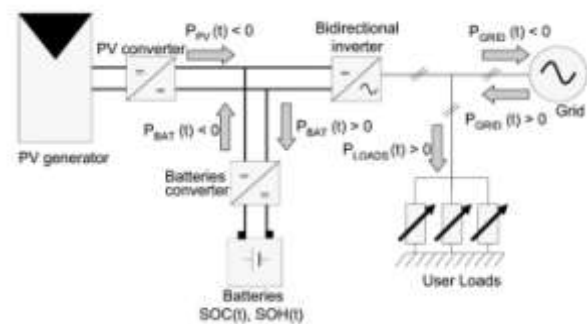 P_PV (t) < 0
Bidirectional
inverter
P_GRID (t) < 0
PV converter
Grid
P_BAT (t) < 0
P_BAT (t) > 0
P_GRID (t) > 0
P_LOADS (t) > 0
PV generator
Batteries
converter
Batteries
SOC(t), SOH(t)
User Loads